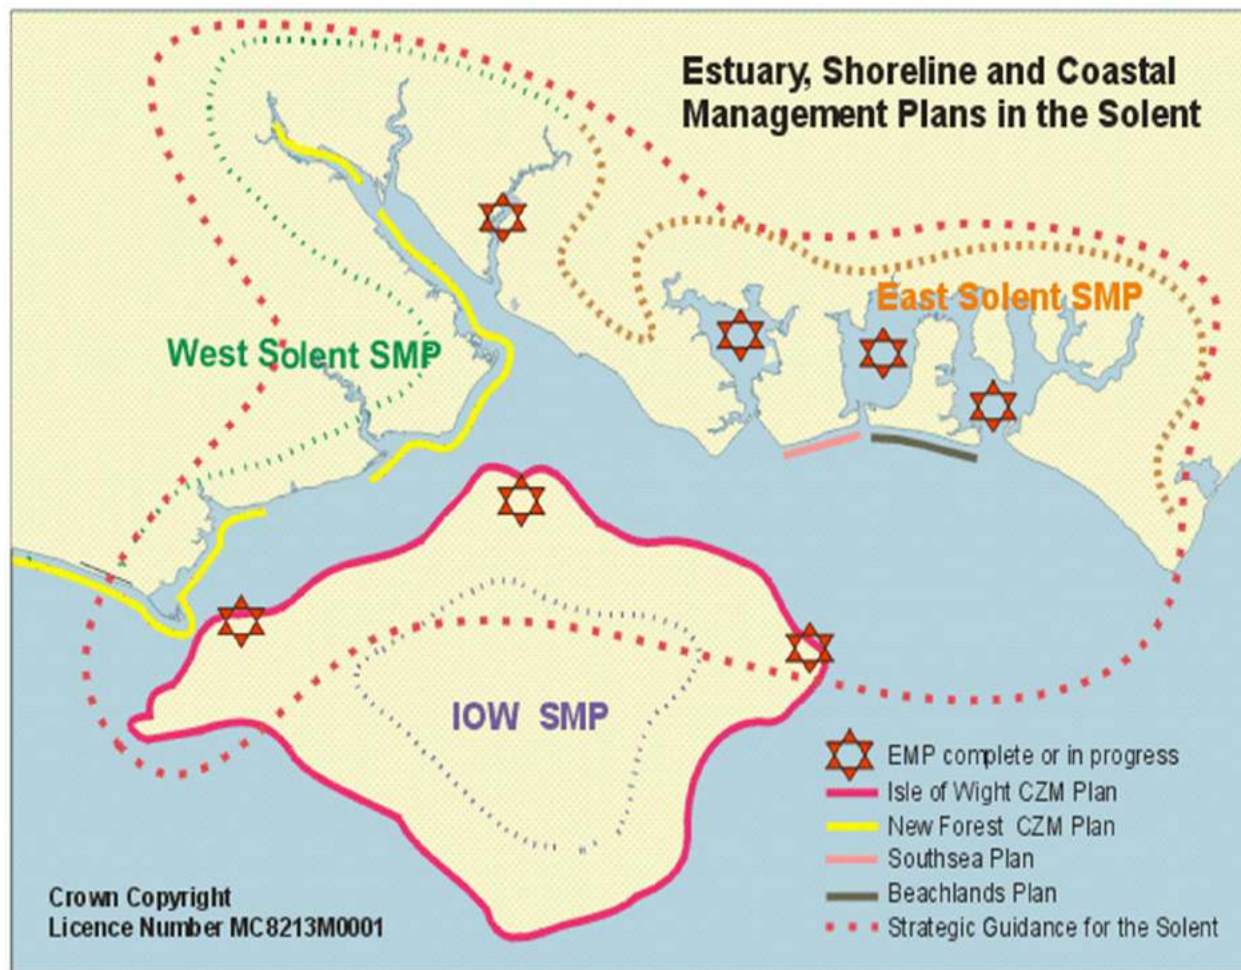 Estuary, Shoreline and Coastal
Management Plans in the Solent
East Solent SMP
West Solent SMP
IOW SMP
EMP complete or in progress
Isle of Wight CZM Plan
New Forest CZM Plan
Southsea Plan
Beachlands Plan
Strategic Guidance for the Solent
Crown Copyright
Licence Number MC8213M0001